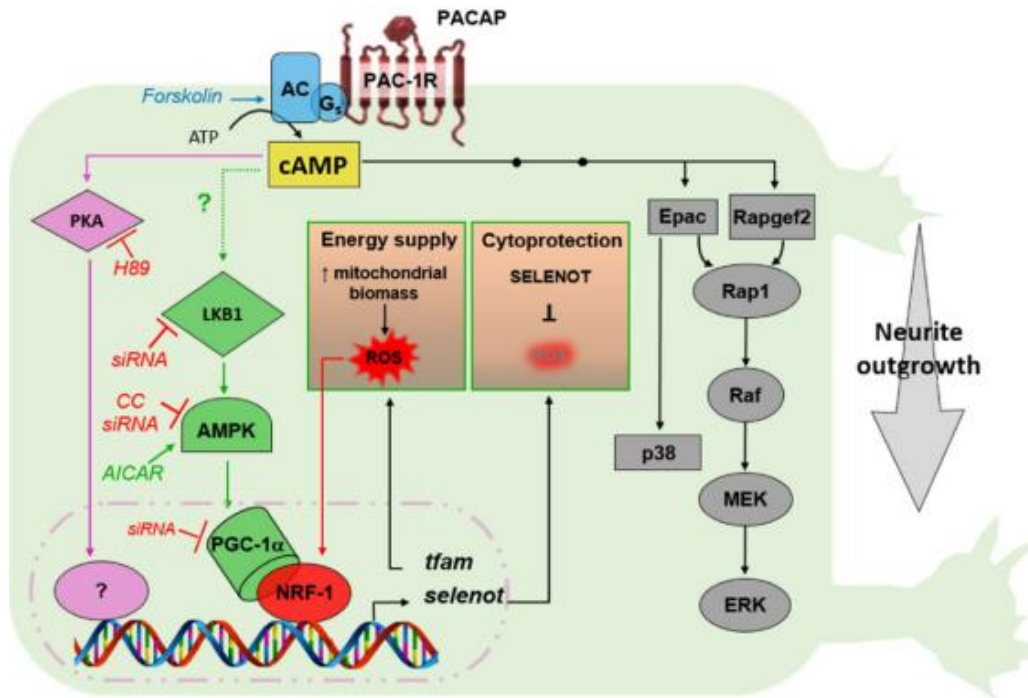 PACAP
PAC-1R
AC
Gs
Forskolin
ATP
cAMP
?
PKA
H89
LKB1
siRNA
CC
siRNA
AMPK
AICAR
siRNA
PGC-1α
NRF-1
?
Energy supply
↑ mitochondrial
biomass
ROS
Cytoprotection
SELENOT
tfam
selenot
Epac
Rapgef2
Rap1
Raf
p38
MEK
ERK
Neurite
outgrowth